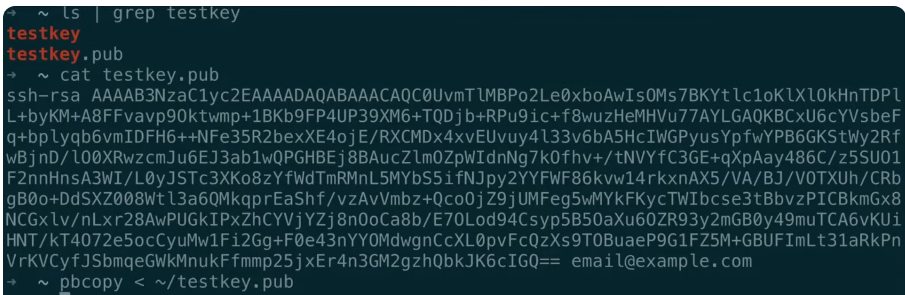 ➜ ~ ls | grep testkey
testkey
testkey.pub
➜ ~ cat testkey.pub
ssh-rsa AAAAB3NzaC1yc2EAAAADAQABAAACAQC0UvmTlMBPo2Le0xboAwIsOMs7BKYtlc1oKlXlOkHnTDPl
L+byKM+A8FFvavp9Oktwmp+1BKb9FP4UP39XM6+TQDjb+RPu9ic+f8wuzHeMHVu77AYLGAQKBCxU6cYVsbeF
q+bplyqb6vmIDFH6++NFe35R2bexXE4ojE/RXCMDx4xvEUvuy4l33v6bA5HcIWGPyusYpfwYPB6GKStWy2Rf
wBjnD/lO0XRwzcmJu6EJ3ab1wQPGHBEj8BAucZlmOZpWIdnNg7kOfhv+/tNVYfC3GE+qXpAay486C/z5SUO1
F2nnHnsA3WI/L0yJSTc3XKo8zYfWdTmRMnL5MYbS5ifNJpy2YYFWF86kvw14rkxnAX5/VA/BJ/VOTXUh/CRb
gB0o+DdSXZ008Wtl3a6QMkqprEaShf/vzAvVmbz+QcoOjZ9jUMFeg5wMYkFKycTWIbcse3tBbvzPICBkmGx8
NCGxlv/nLxr28AwPUGkIPxZhCYVjYZj8nOoCa8b/E7OLod94Csyp5B5OaXu6OZR93y2mGB0y49muTCA6vKUi
HNT/kT4O72e5ocCyuMw1Fi2Gg+F0e43nYYOMdwgnCcXL0pvFcQzXs9TOBuaeP9G1FZ5M+GBUFImLt31aRkPn
VrKVCyfJSbmqeGWkMnukFfmmp25jxEr4n3GM2gzhQbkJK6cIGQ== email@example.com
➜ ~ pbcopy < ~/testkey.pub